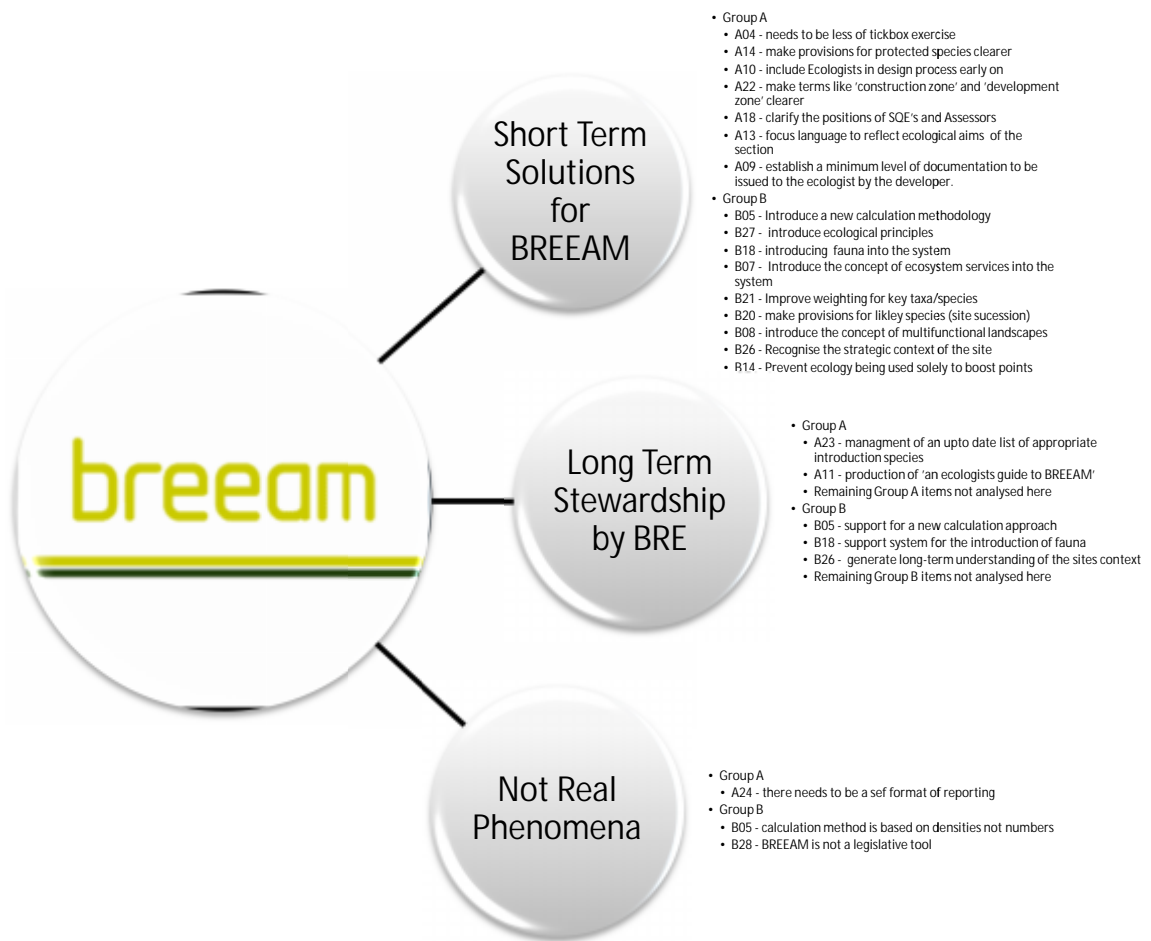 breeam
Short Term
Solutions
for
BREEAM
• Group A
• A04 - needs to be less of tickbox exercise
• A14 - make provisions for protected species clearer
• A10 - include Ecologists in design process early on
• A22 - make terms like 'construction zone' and 'development
zone' clearer
• A18 - clarify the positions of SQE's and Assessors
• A13 - focus language to reflect ecological aims of the
section
• A09 - establish a minimum level of documentation to be
issued to the ecologist by the developer.
• Group B
• B05 - Introduce a new calculation methodology
• B27 - introduce ecological principles
• B18 - introducing fauna into the system
• B07 - Introduce the concept of ecosystem services into the
system
• B21 - Improve weighting for key taxa/species
• B20 - make provisions for likley species (site sucession)
• B08 - introduce the concept of multifunctional landscapes
• B26 - Recognise the strategic context of the site
• B14 - Prevent ecology being used solely to boost points
Long Term
Stewardship
by BRE
• Group A
• A23 - managment of an upto date list of appropriate
introduction species
• A11 - production of 'an ecologists guide to BREEAM'
• Remaining Group A items not analysed here
• Group B
• B05 - support for a new calculation approach
• B18 - support system for the introduction of fauna
• B26 - generate long-term understanding of the sites context
• Remaining Group B items not analysed here
Not Real
Phenomena
• Group A
• A24 - there needs to be a sef format of reporting
• Group B
• B05 - calculation method is based on densities not numbers
• B28 - BREEAM is not a legislative tool